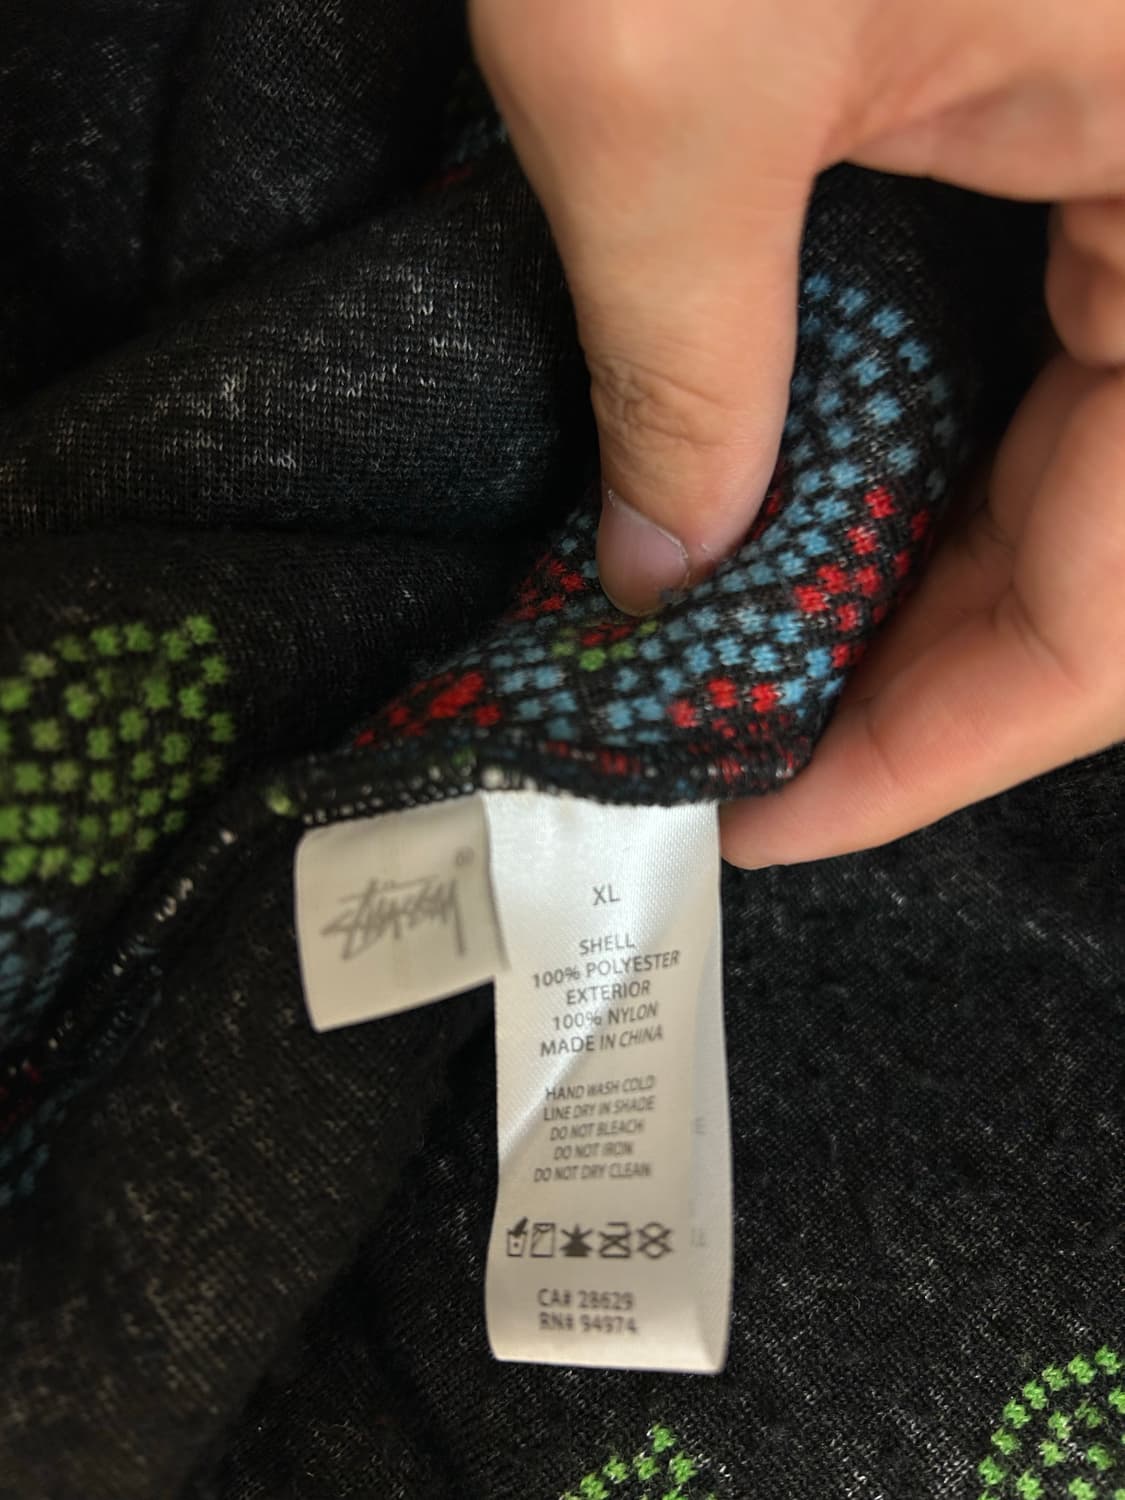 STÜSSY®
XL
SHELL
100% POLYESTER
EXTERIOR
100% NYLON
MADE IN CHINA
HAND WASH COLD
LINE DRY IN SHADE
DO NOT BLEACH
DO NOT IRON
DO NOT DRY CLEAN
CA# 28629
RN# 94974